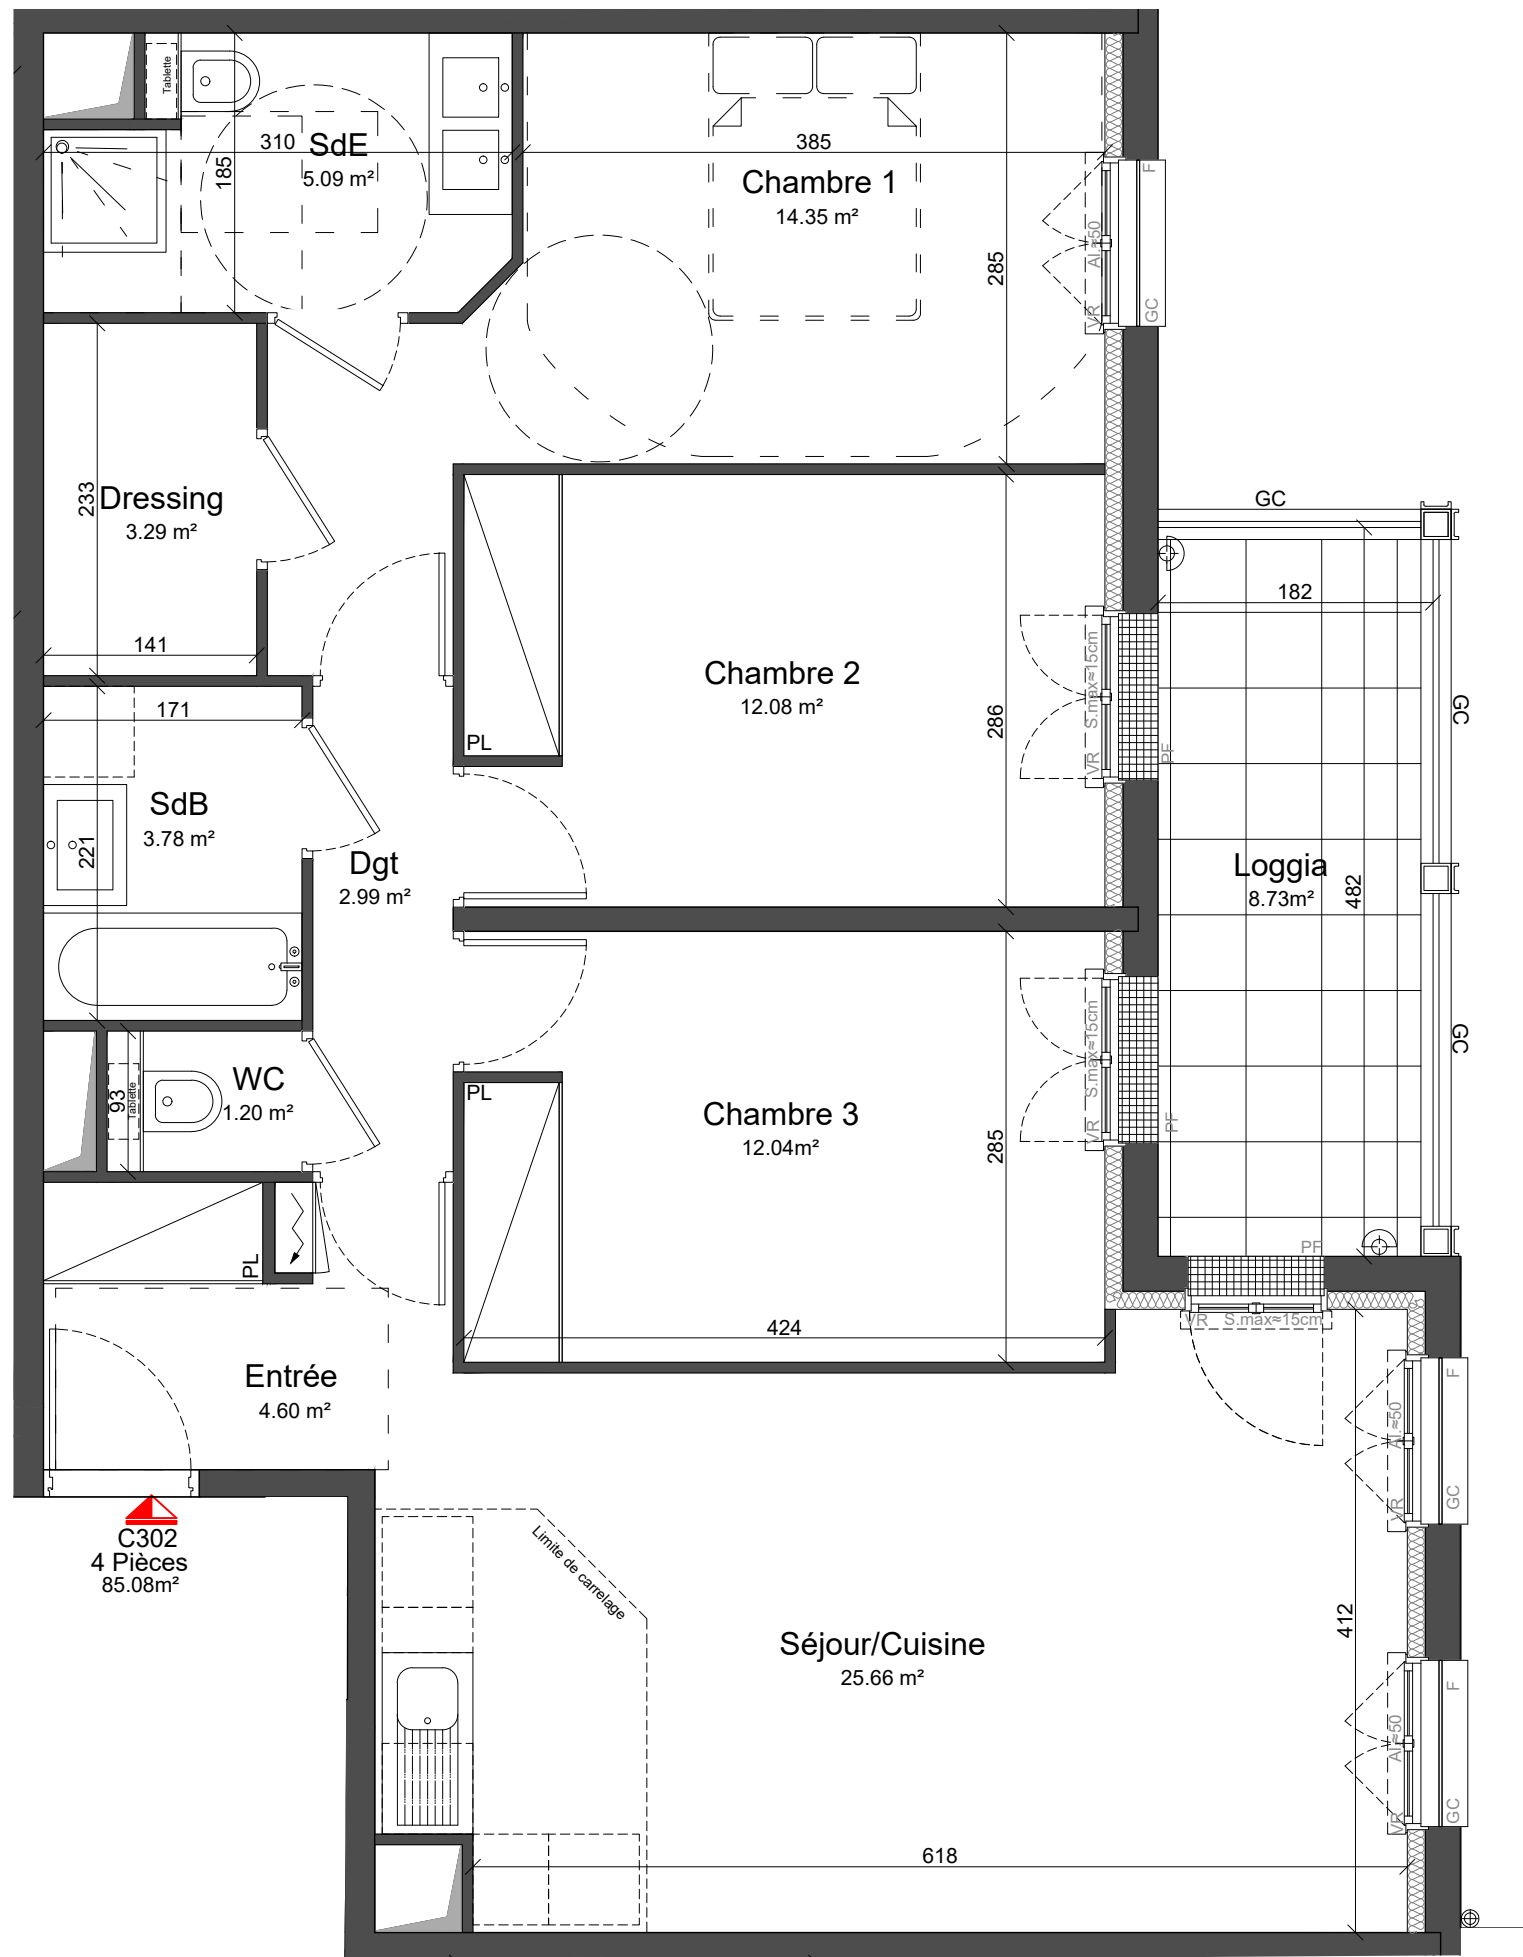 Tablette
310
SdE
5.09 m²
185
385
Chambre 1
14.35 m²
285
F
Al.≈50
VR
GC
233
Dressing
3.29 m²
141
GC
182
171
Chambre 2
12.08 m²
286
S.max≈15cm
VR
PF
GC
PL
SdB
3.78 m²
221
Dgt
2.99 m²
Loggia
8.73m²
482
WC
1.20 m²
93
Tablette
PL
Chambre 3
12.04m²
285
S.max≈15cm
VR
PF
GC
PL
424
PF
VR S.max≈15cm
Entrée
4.60 m²
F
Al.≈50
VR
GC
C302
4 Pièces
85.08m²
Limite de carrelage
Séjour/Cuisine
25.66 m²
412
F
Al.≈50
VR
GC
618